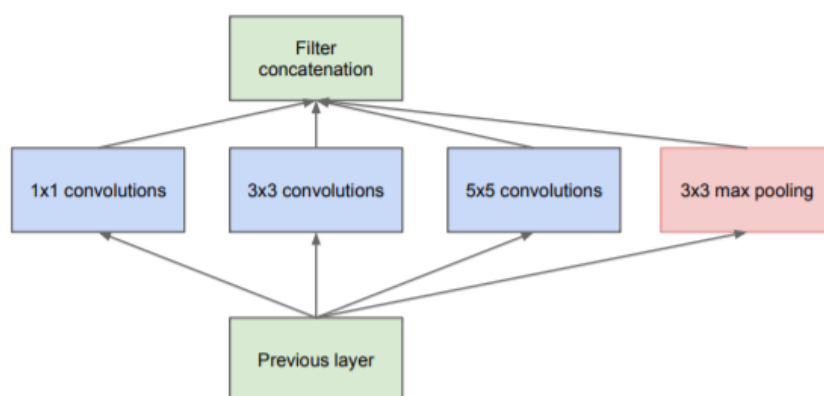 Filter
concatenation
1x1 convolutions
3x3 convolutions
5x5 convolutions
3x3 max pooling
Previous layer